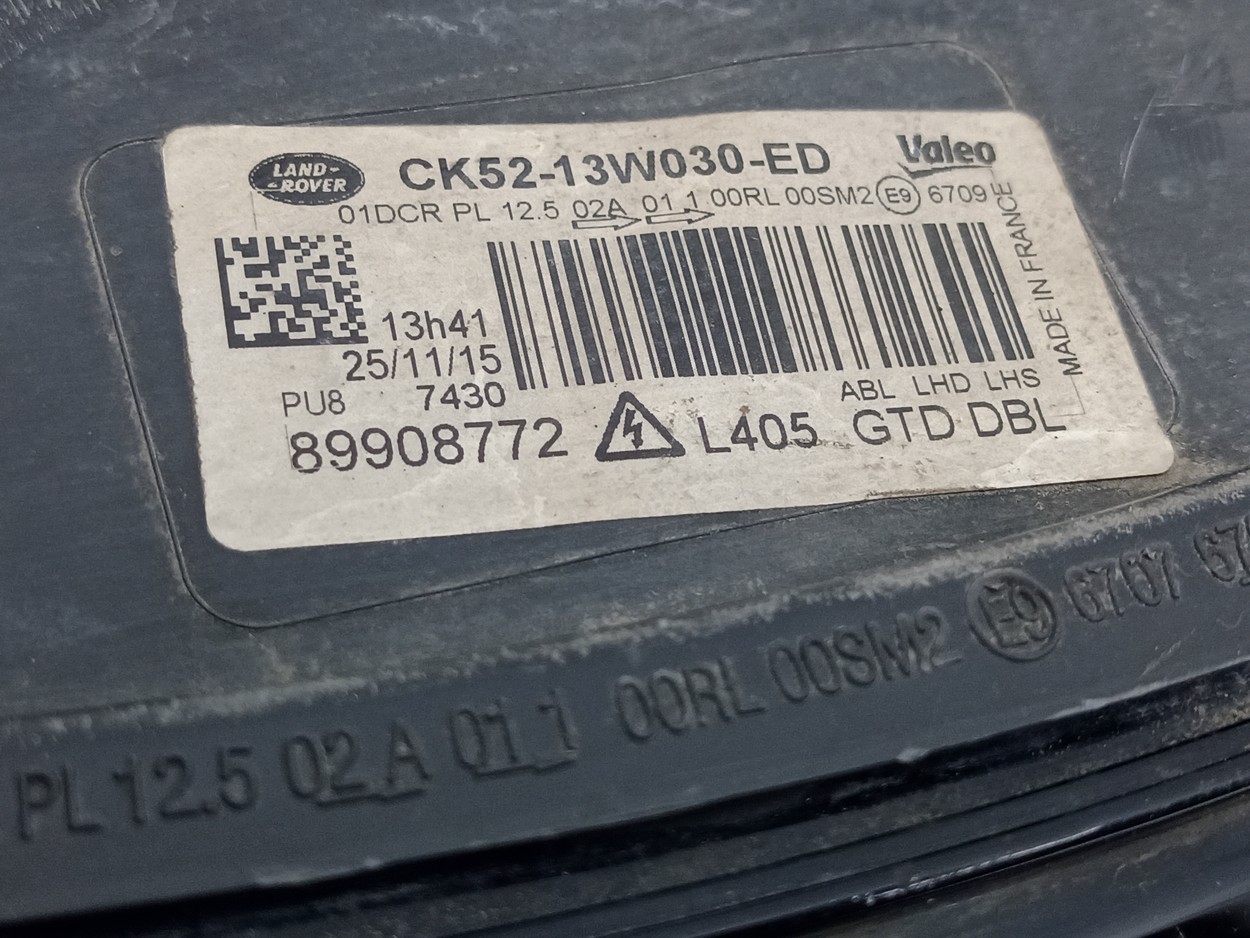 LAND-ROVER
CK52-13W030-ED
Valeo
01DCR PL 12.5 02A 01 1 00RL 00SM2 E9 6709 E
MADE IN FRANCE
13h41
25/11/15
PU8 7430
ABL LHD LHS
89908772 L405 GTD DBL
PL 12.5 02 A 01 1 00RL 00SM2 E9 6707